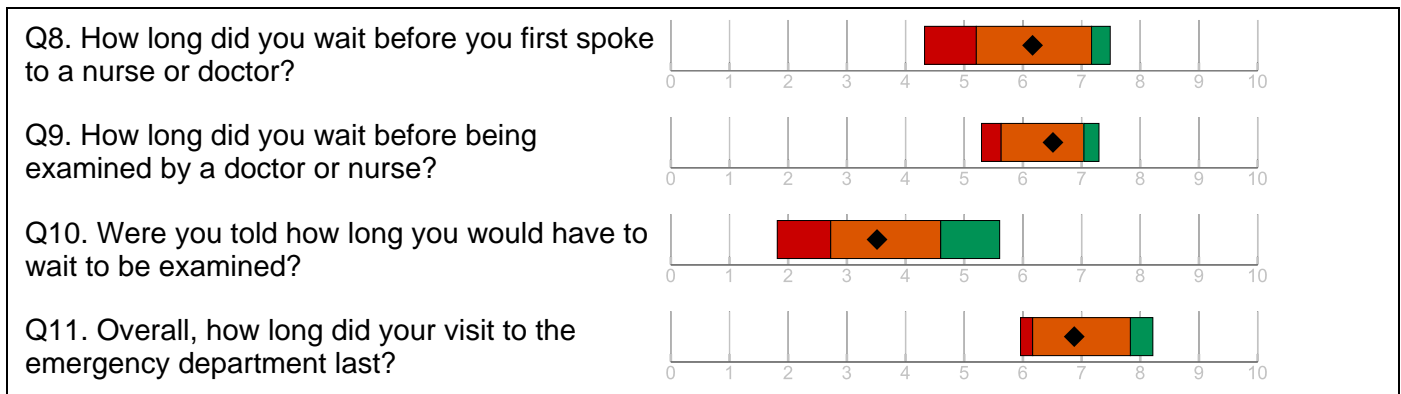 Q8. How long did you wait before you first spoke
to a nurse or doctor?
0 1 2 3 4 5 6 7 8 9 10
Q9. How long did you wait before being
examined by a doctor or nurse?
0 1 2 3 4 5 6 7 8 9 10
Q10. Were you told how long you would have to
wait to be examined?
0 1 2 3 4 5 6 7 8 9 10
Q11. Overall, how long did your visit to the
emergency department last?
0 1 2 3 4 5 6 7 8 9 10